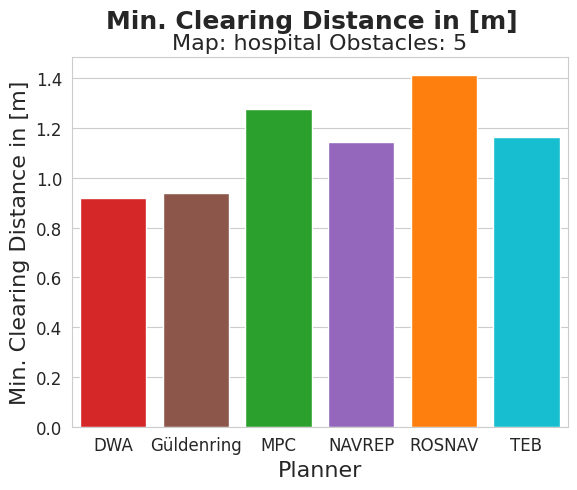 Min. Clearing Distance in [m]
Map: hospital Obstacles: 5
Min. Clearing Distance in [m]
1.4
1.2
1.0
0.8
0.6
0.4
0.2
0.0
DWA Güldenring MPC NAVREP ROSNAV TEB
Planner